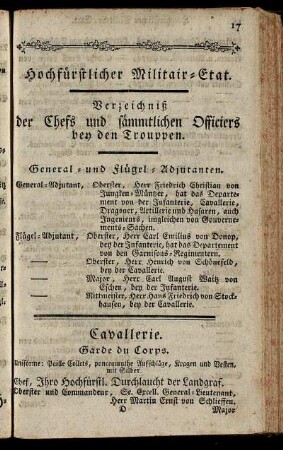 17
Hochfürstlicher Militair-Etat.
Verzeichniß
der Chefs und sämmtlichen Officiers
bey den Trouppen.
General- und Flügel-Adjutanten.
General-Adjutant, Oberster, Herr Friedrich Christian von
Jungken-Müntzer, hat das Departe-
ment von der Infanterie, Cavallerie,
Dragoner, Artillerie und Husaren, auch
Ingenieurs, ingleichen von Gouverne-
ments-Sachen.
Flügel-Adjutant, Oberster, Herr Carl Emilius von Donop,
bey der Infanterie, hat das Departement
von den Garnisons-Regimentern.
— Oberster, Herr Henrich von Schönfeld,
bey der Cavallerie.
— Major, Herr Carl August Waitz von
Eschen, bey der Infanterie.
— Rittmeister, Herr Hans Friedrich von Stock-
hausen, bey der Cavallerie.
Cavallerie.
Garde du Corps.
Uniforme: Paille Collets, ponceaurothe Aufschläge, Kragen und Westen,
mit Silber.
Chef, Ihro Hochfürstl. Durchlaucht der Landgraf.
Oberster und Commandeur, Se. Excell. General-Lieutenant,
Herr Martin Ernst von Schlieffen.
D Major